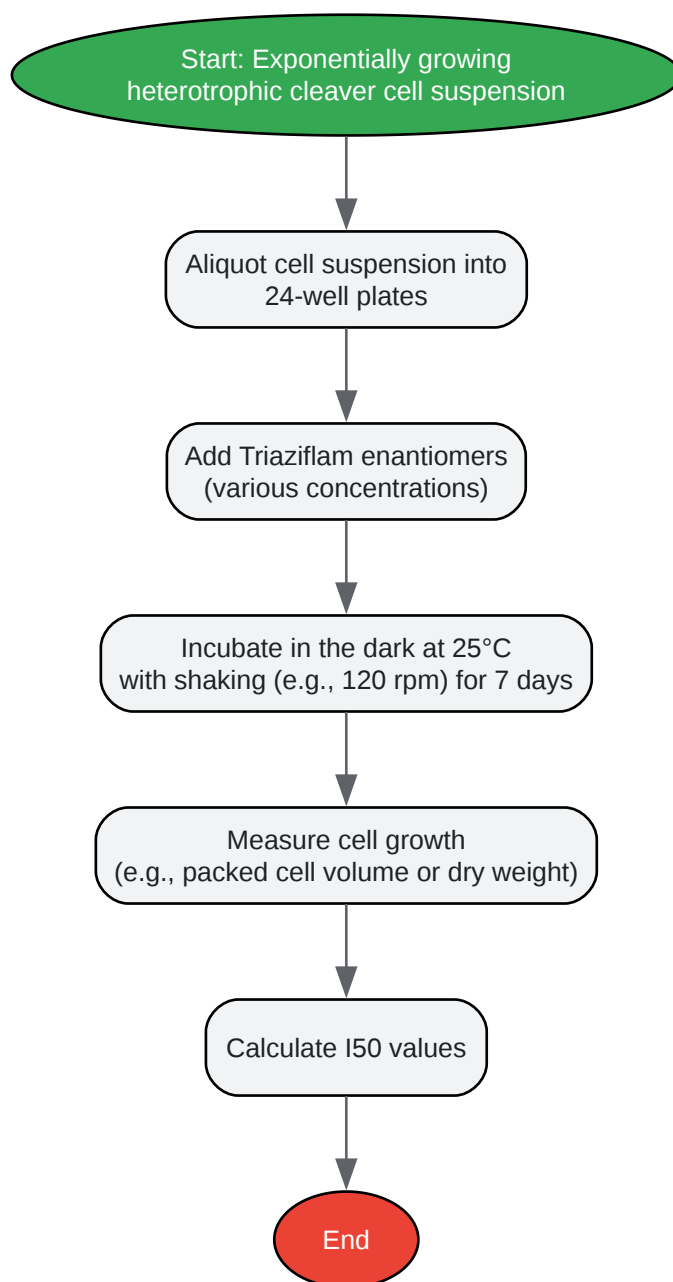 Start: Exponentially growing
heterotrophic cleaver cell suspension
Aliquot cell suspension into
24-well plates
Add Triaziflam enantiomers
(various concentrations)
Incubate in the dark at 25°C
with shaking (e.g., 120 rpm) for 7 days
Measure cell growth
(e.g., packed cell volume or dry weight)
Calculate I50 values
End